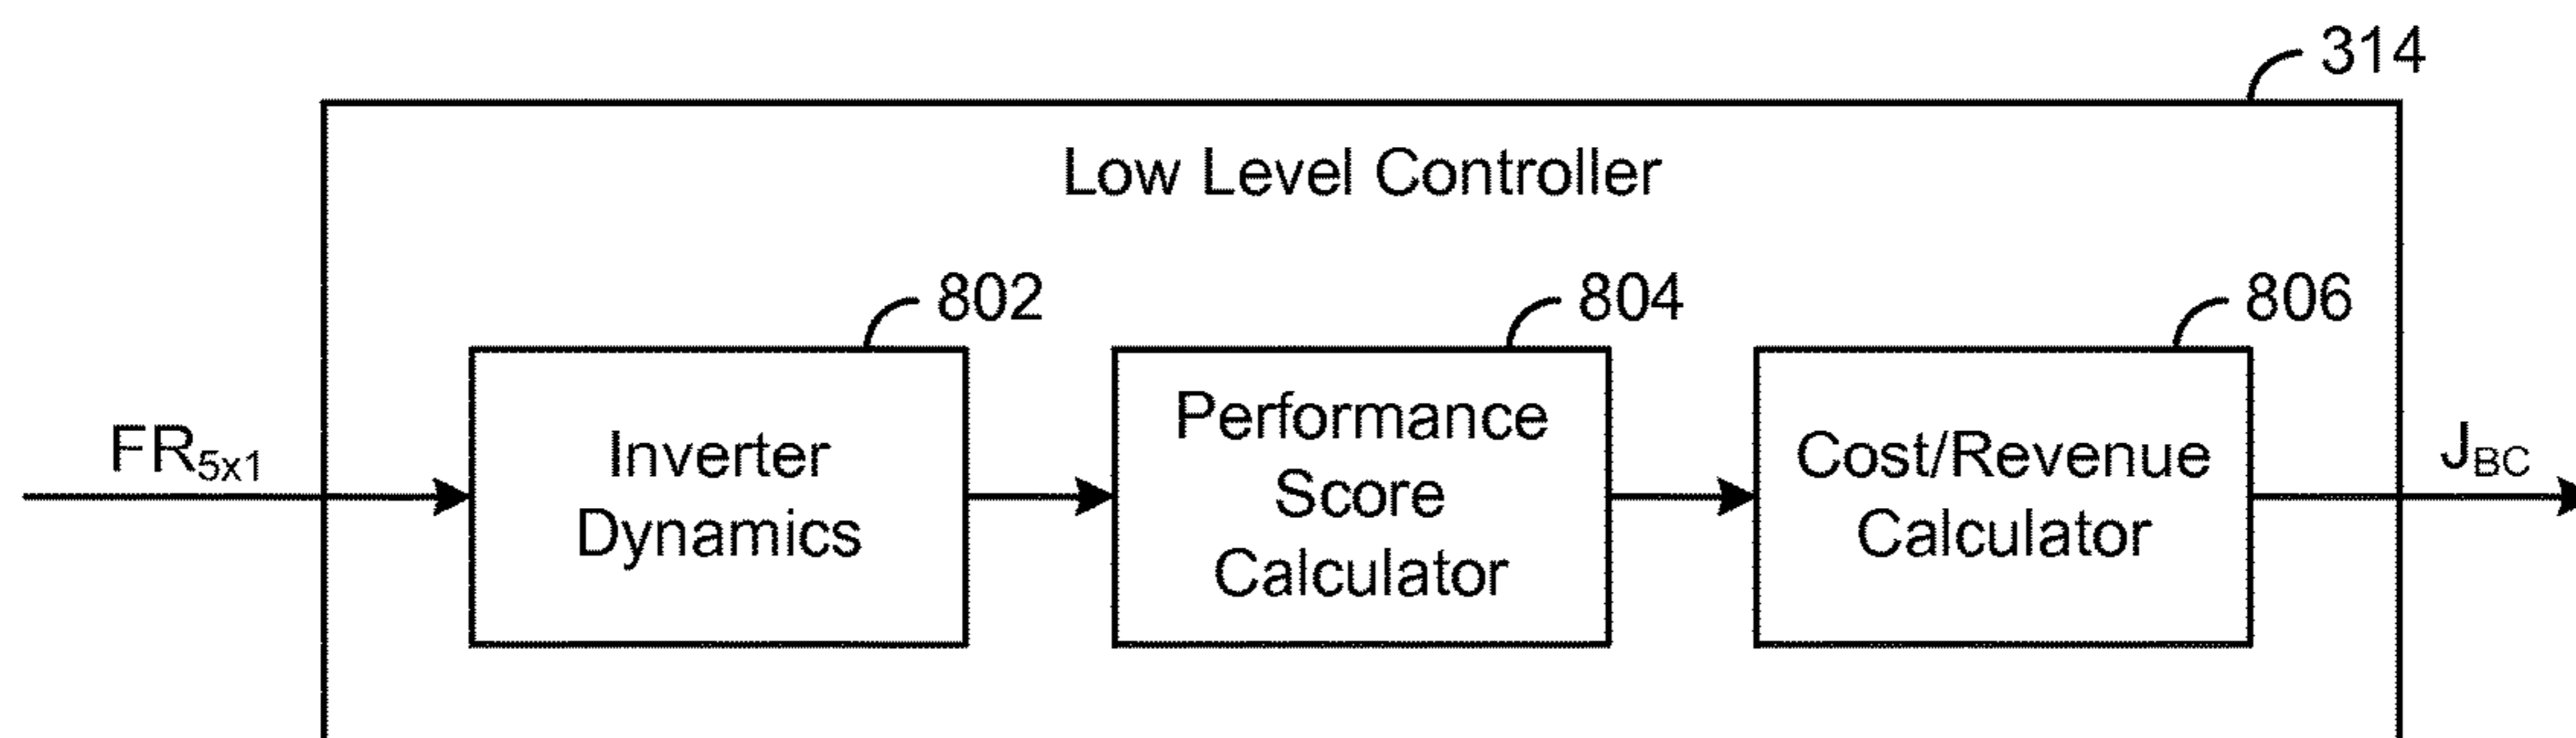 314
Low Level Controller
802
804
806
FR5x1
Inverter
Dynamics
Performance
Score
Calculator
Cost/Revenue
Calculator
JBC